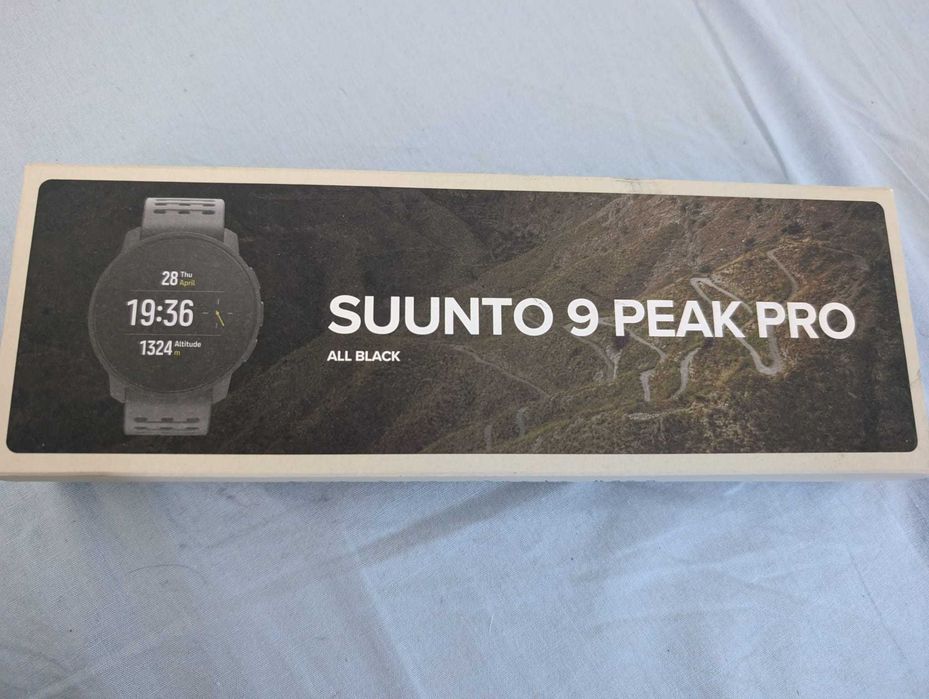 28 Thu
April
19:36
1324 Altitude
m
SUUNTO 9 PEAK PRO
ALL BLACK